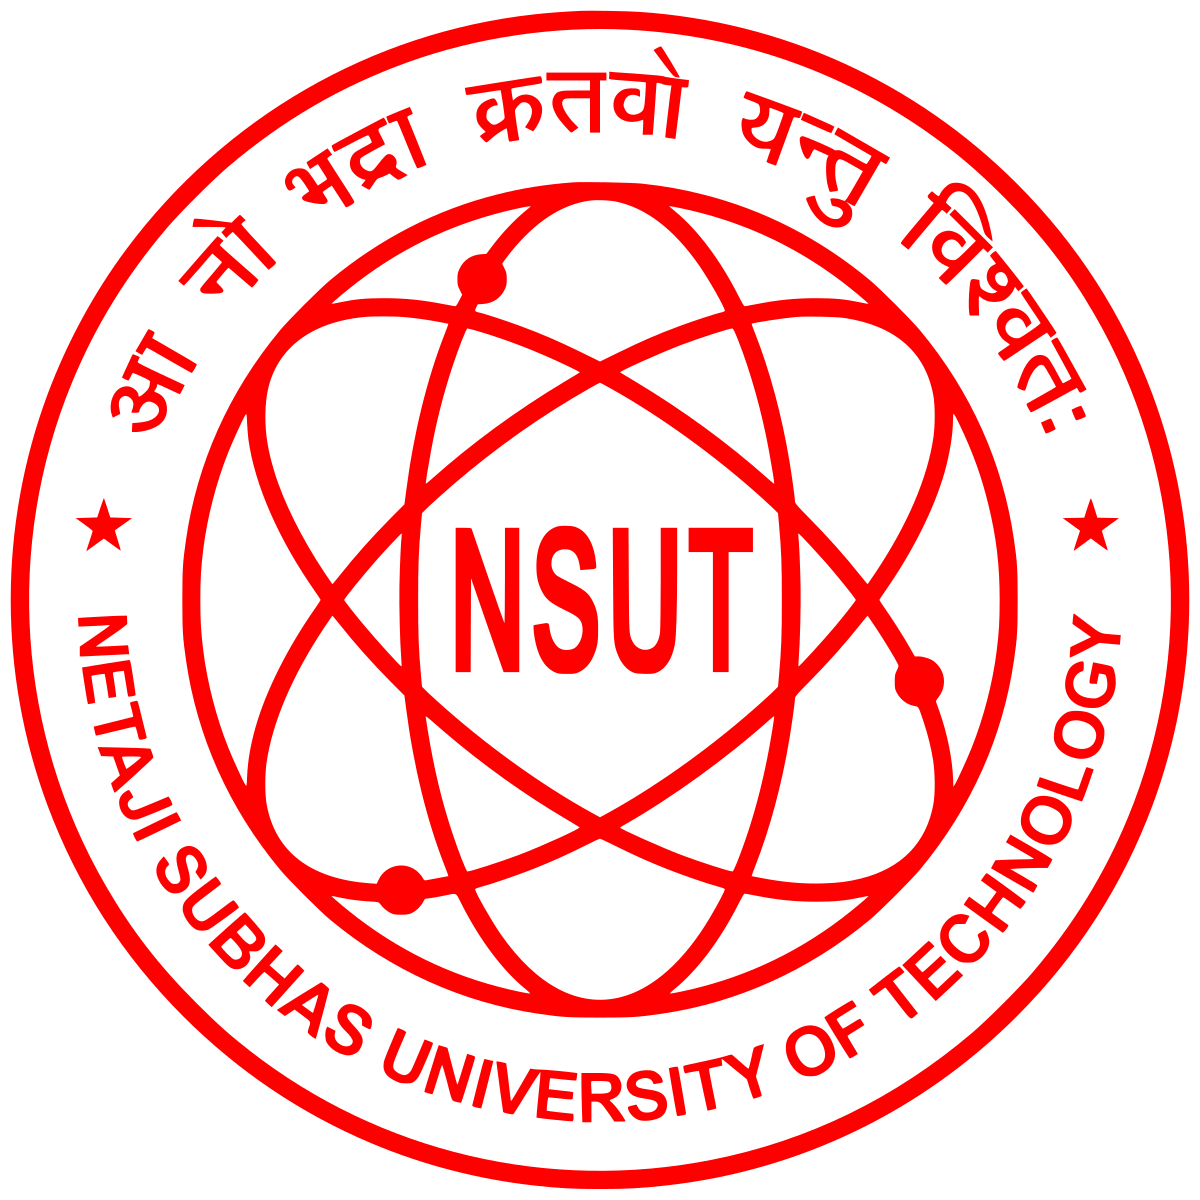 आ नो भद्रा क्रतवो यन्तु विश्वतः
NSUT
★ NETAJI SUBHAS UNIVERSITY OF TECHNOLOGY ★